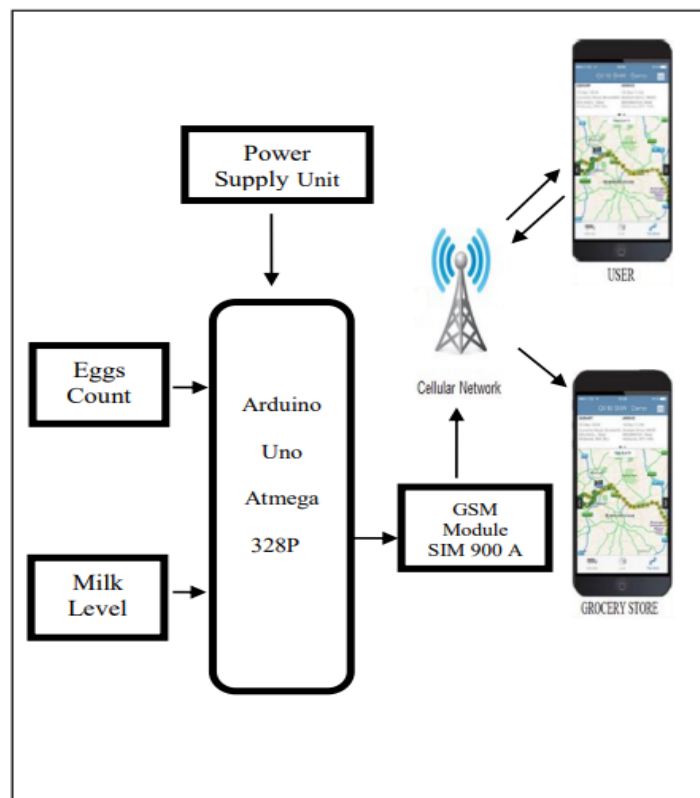 Power
Supply Unit
Eggs
Count
Milk
Level
Arduino
Uno
Atmega
328P
GSM
Module
SIM 900 A
Cellular Network
USER
GROCERY STORE